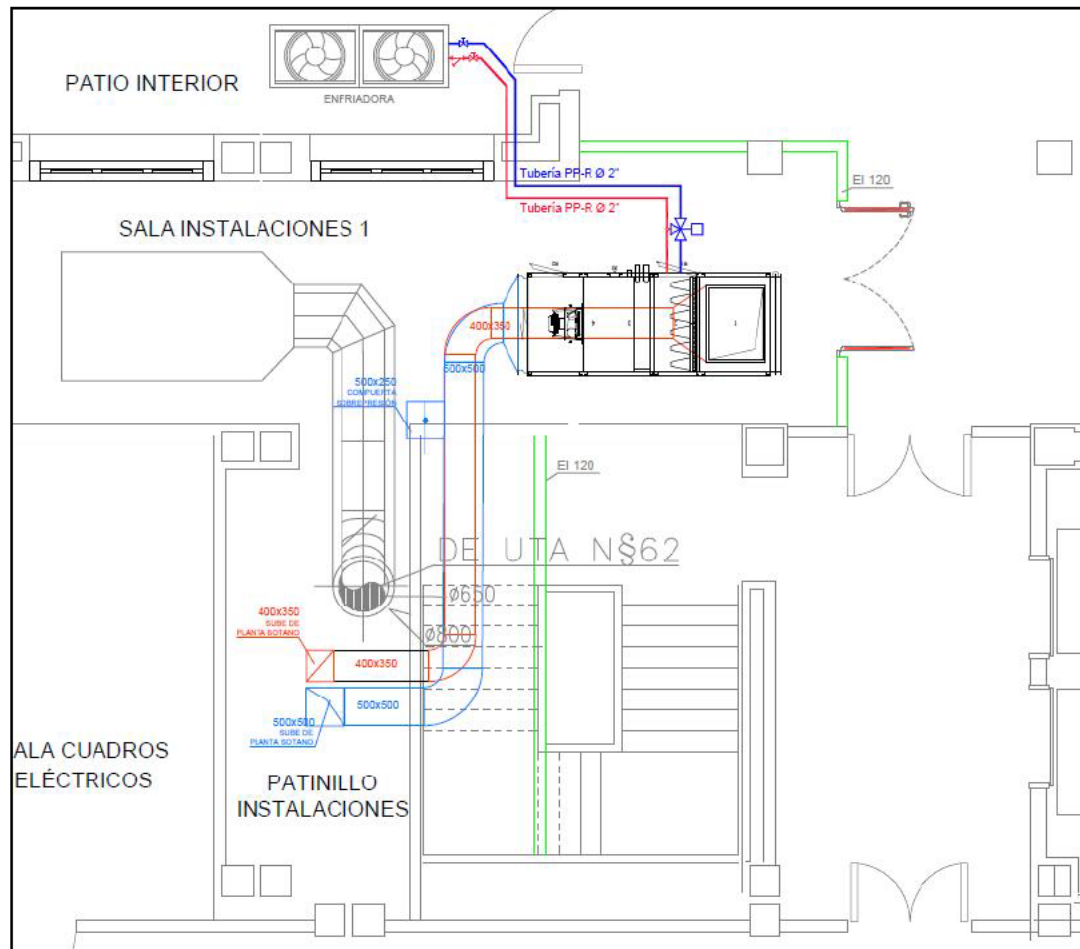 PATIO INTERIOR
ENFRIADORA
Tubería PP-R Ø 2"
Tubería PP-R Ø 2"
EI 120
SALA INSTALACIONES 1
400x350
500x500
500x250
COMPUERTA
SOBREPRESIÓN
EI 120
DE UTA N§62
Ø650
Ø800
400x350
SUBE DE
PLANTA SOTANO
400x350
500x500
500x500
SUBE DE
PLANTA SOTANO
ALA CUADROS
ELÉCTRICOS
PATINILLO
INSTALACIONES